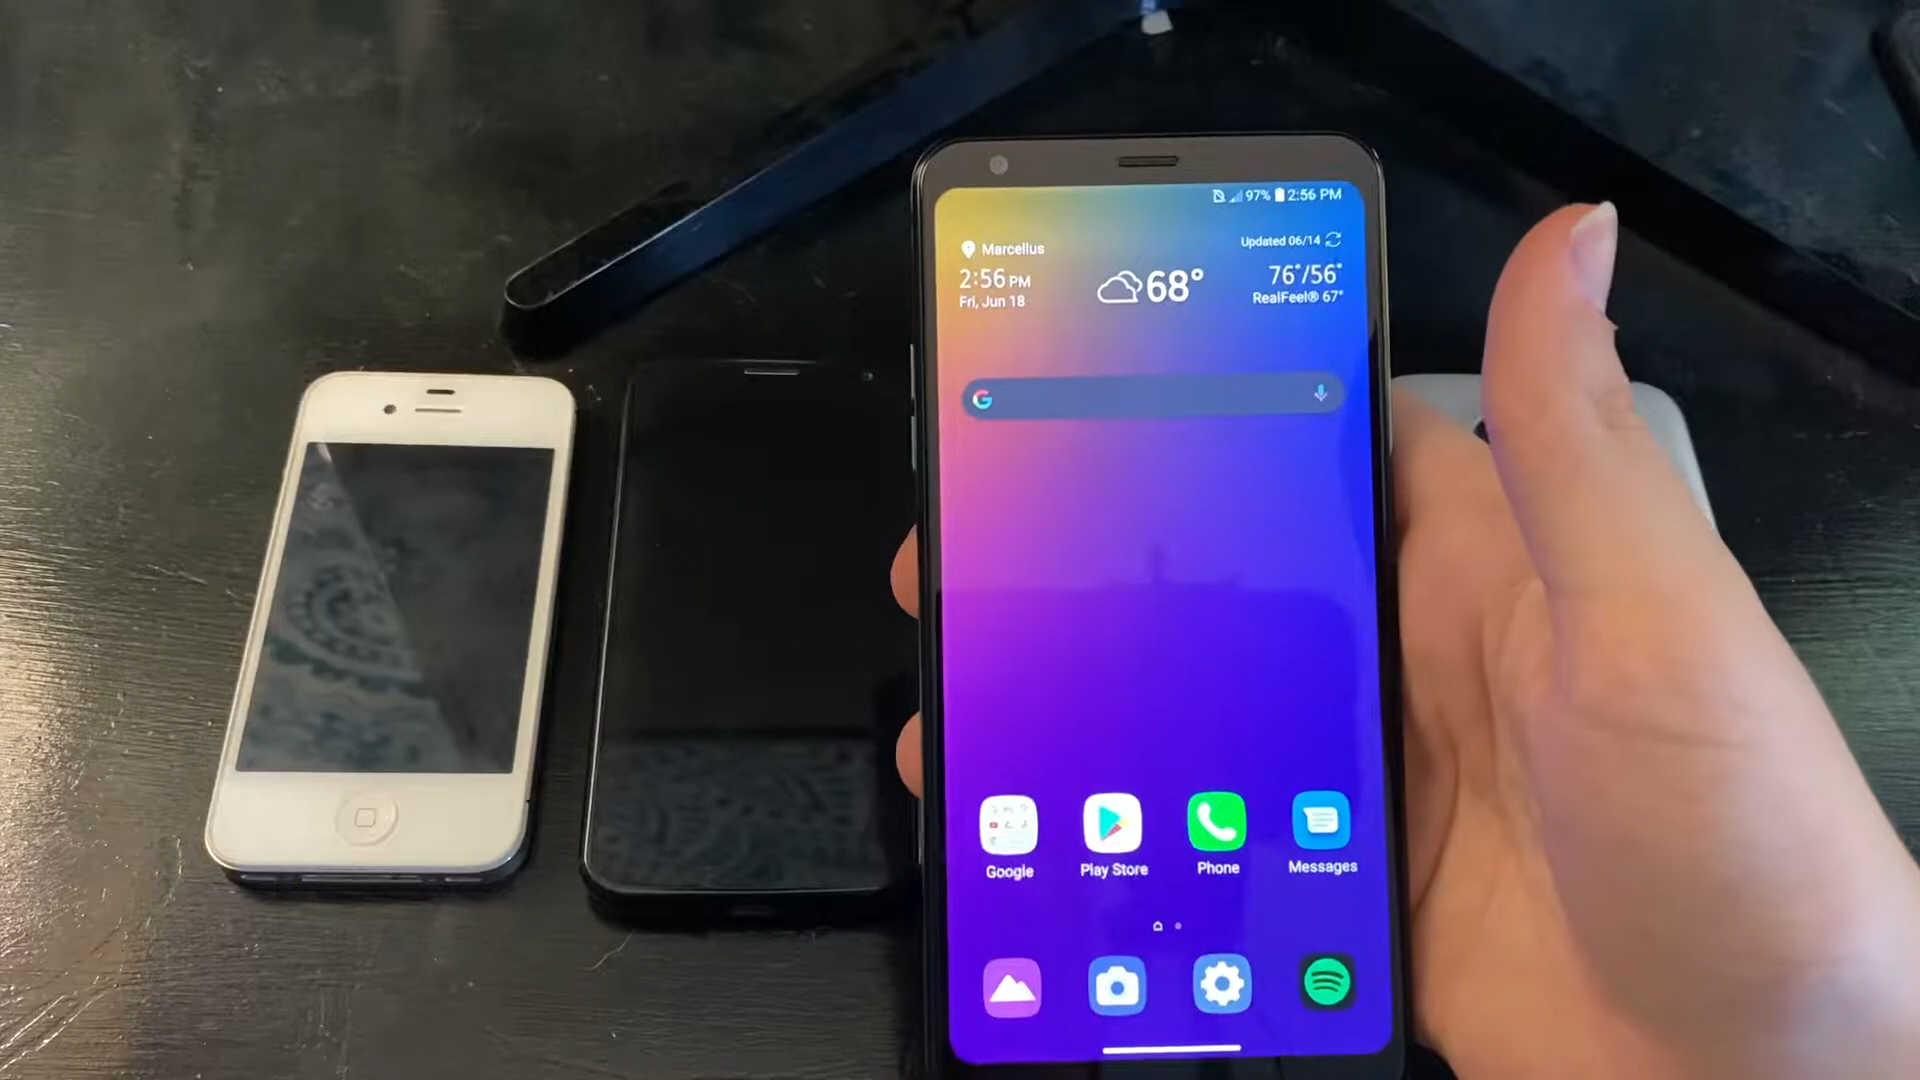 97% 2:56 PM
Marcellus
Updated 06/14
2:56 PM
68°
76°/56°
Fri, Jun 18
RealFeel® 67°
G
Google
Play Store
Phone
Messages